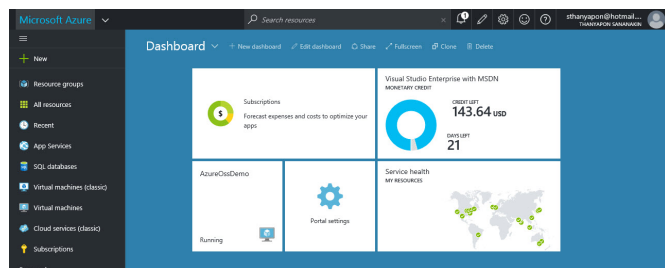 Microsoft Azure
Search resources
1
sthanyapon@hotmail...
THANYAPON SANANAKIN
New
Resource groups
All resources
Recent
App Services
SQL databases
Virtual machines (classic)
Virtual machines
Cloud services (classic)
Subscriptions
Dashboard
+ New dashboard
Edit dashboard
Share
Fullscreen
Clone
Delete
Subscriptions
Forecast expenses and costs to optimize your
apps
Visual Studio Enterprise with MSDN
MONETARY CREDIT
CREDIT LEFT
143.64 USD
DAYS LEFT
21
AzureOssDemo
Running
Portal settings
Service health
MY RESOURCES